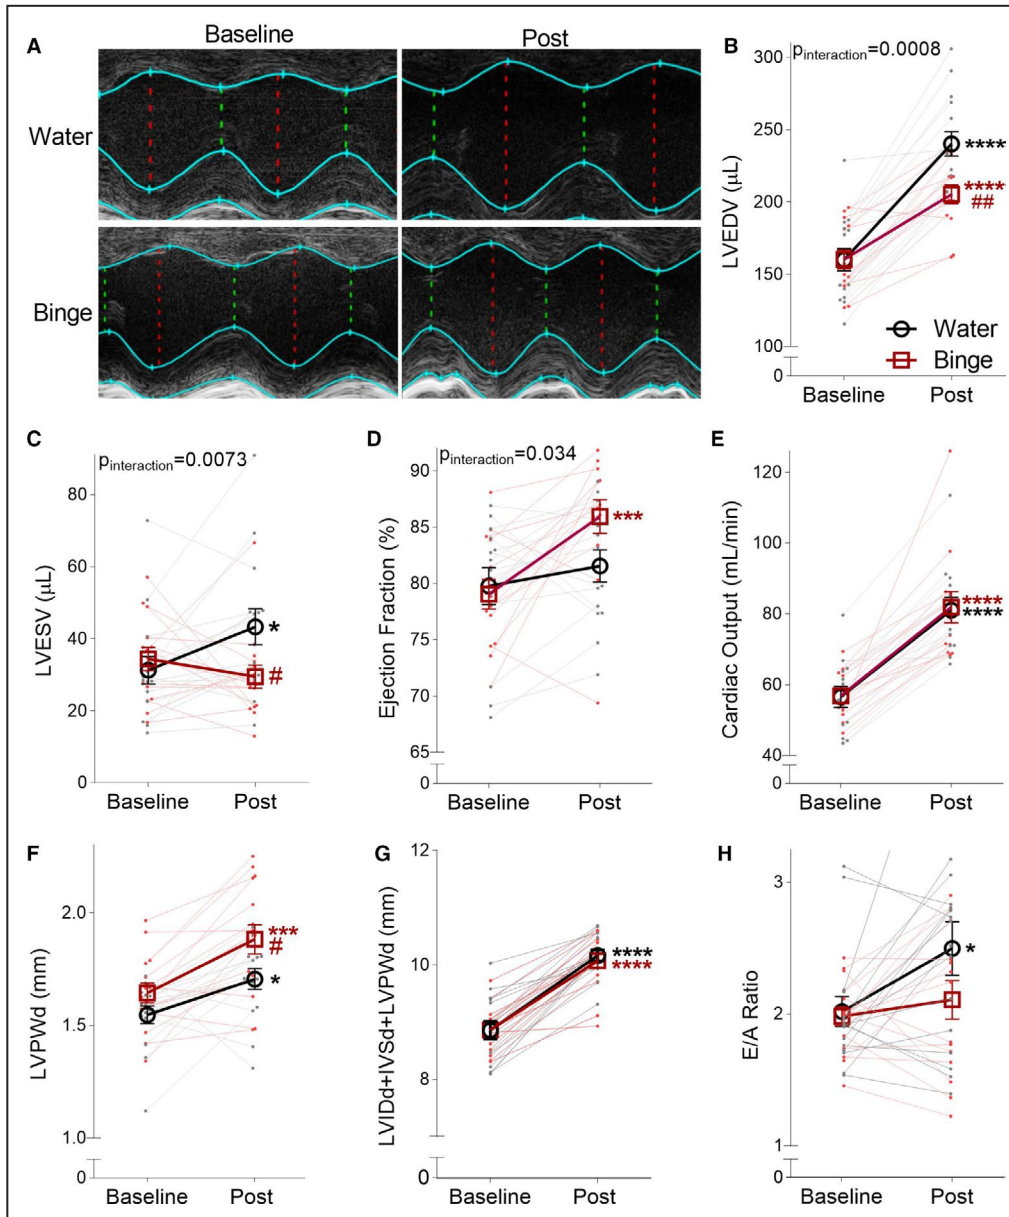 A
Baseline
Post
Water
Binge
B
p_interaction=0.0008
300
250
200
150
100
0
LVEDV (μL)
****
****
##
Water
Binge
Baseline
Post
C
p_interaction=0.0073
80
60
40
20
0
LVESV (μL)
*
#
Baseline
Post
D
p_interaction=0.034
90
85
80
75
70
65
0
Ejection Fraction (%)
***
Baseline
Post
E
120
100
80
60
40
0
Cardiac Output (mL/min)
****
****
Baseline
Post
F
2.0
1.5
1.0
0
LVPWd (mm)
***
#
*
Baseline
Post
G
12
10
8
0
LVIDd+IVSd+LVPWd (mm)
****
****
Baseline
Post
H
3
2
1
0
E/A Ratio
*
Baseline
Post